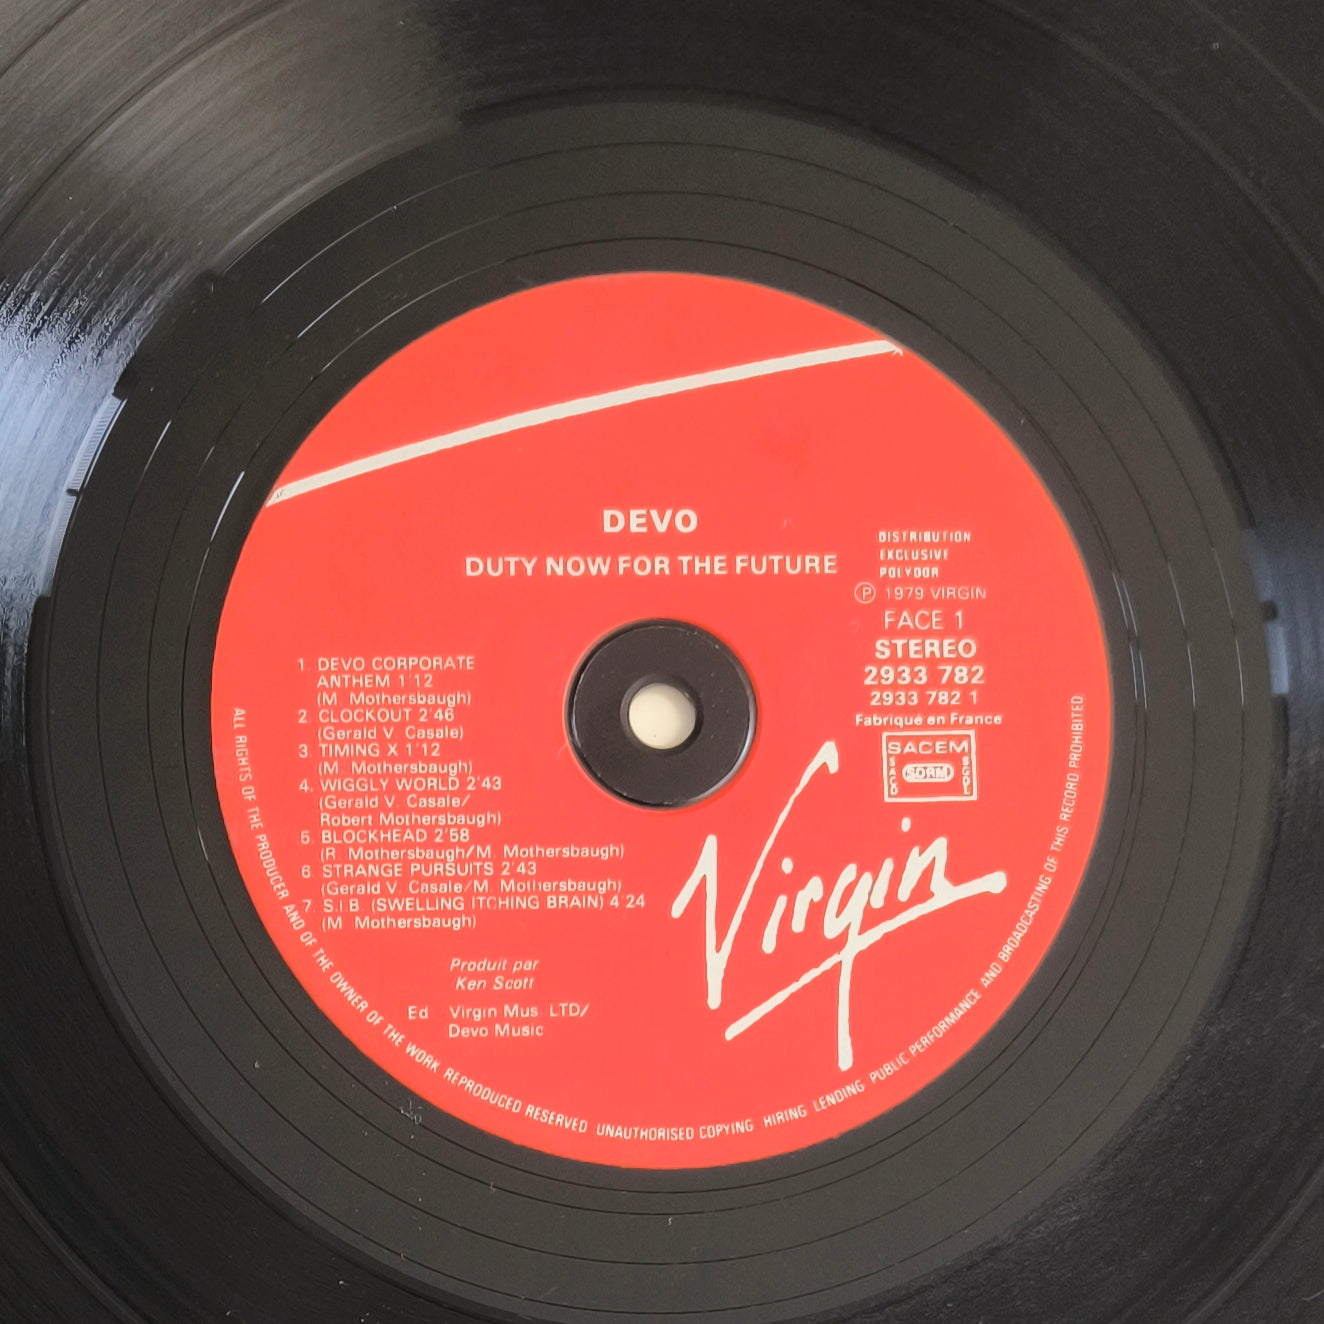 DEVO
DUTY NOW FOR THE FUTURE
DISTRIBUTION
EXCLUSIVE
POLYDOR
Ⓟ 1979 VIRGIN
FACE 1
STEREO
2933 782
2933 782 1
Fabriqué en France
SACEM
SACD
SDRM
SGDL
1 DEVO CORPORATE
ANTHEM 1'12
(M Mothersbaugh)
2 CLOCKOUT 2'46
(Gerald V. Casale)
3. TIMING X 1'12
(M Mothersbaugh)
4. WIGGLY WORLD 2'43
(Gerald V Casale/
Robert Mothersbaugh)
5. BLOCKHEAD 2'58
(R. Mothersbaugh/M. Mothersbaugh)
6 STRANGE PURSUITS 2'43
(Gerald V. Casale/M. Mothersbaugh)
7. S.I B. (SWELLING ITCHING BRAIN) 4'24
(M Mothersbaugh)
Produit par
Ken Scott
Ed Virgin Mus LTD/
Devo Music
Virgin
ALL RIGHTS OF THE PRODUCER AND OF THE OWNER OF THE WORK REPRODUCED RESERVED UNAUTHORISED COPYING HIRING LENDING PUBLIC PERFORMANCE AND BROADCASTING OF THIS RECORD PROHIBITED